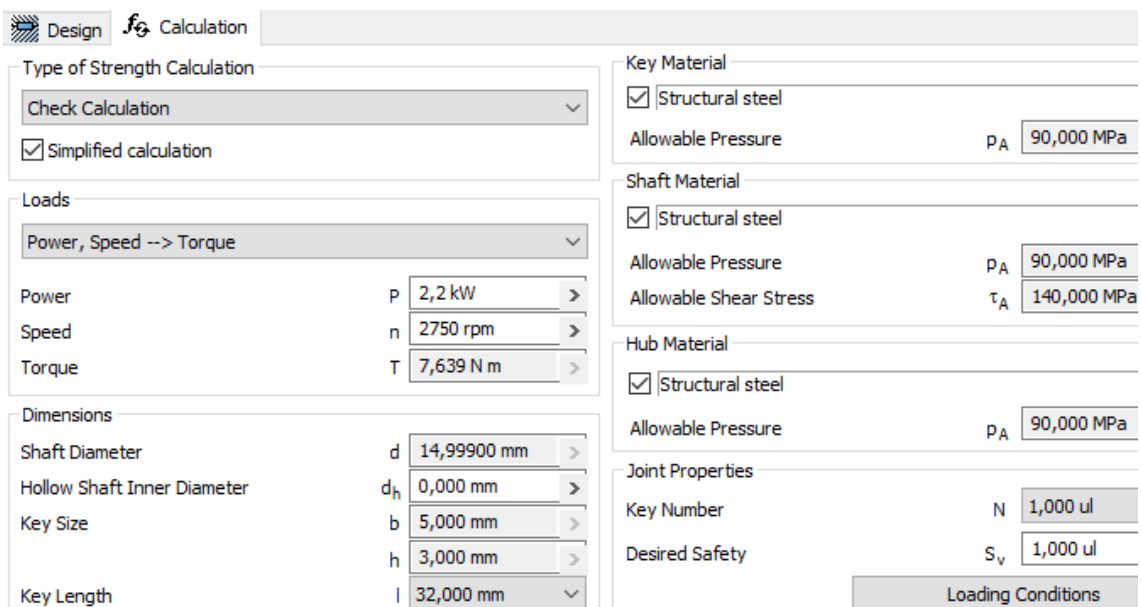 Design Calculation
Type of Strength Calculation
Check Calculation
Simplified calculation
Loads
Power, Speed --> Torque
Power P 2,2 kW
Speed n 2750 rpm
Torque T 7,639 N m
Dimensions
Shaft Diameter d 14,99900 mm
Hollow Shaft Inner Diameter dh 0,000 mm
Key Size b 5,000 mm
h 3,000 mm
Key Length l 32,000 mm
Key Material
Structural steel
Allowable Pressure pA 90,000 MPa
Shaft Material
Structural steel
Allowable Pressure pA 90,000 MPa
Allowable Shear Stress τA 140,000 MPa
Hub Material
Structural steel
Allowable Pressure pA 90,000 MPa
Joint Properties
Key Number N 1,000 ul
Desired Safety Sv 1,000 ul
Loading Conditions